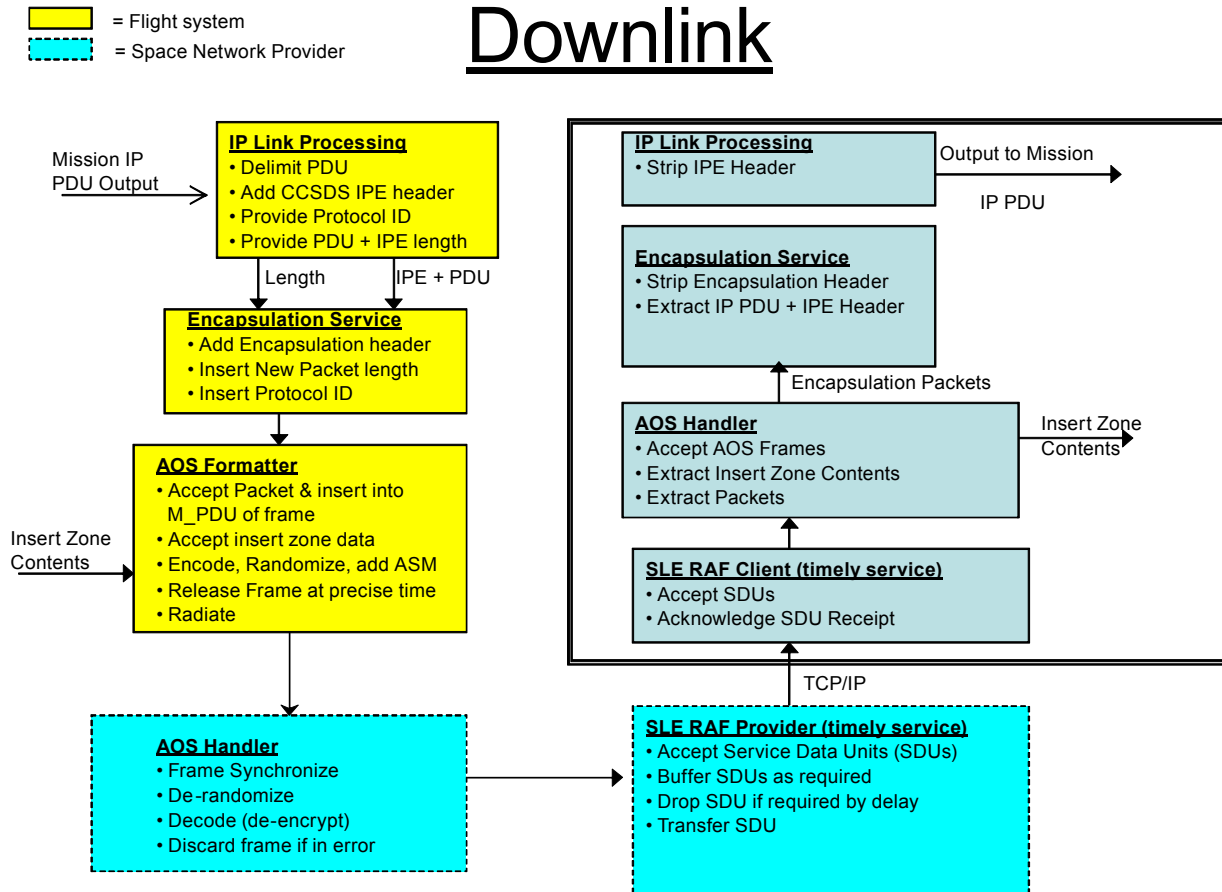 = Flight system
= Space Network Provider
Downlink
Mission IP
PDU Output
IP Link Processing
• Delimit PDU
• Add CCSDS IPE header
• Provide Protocol ID
• Provide PDU + IPE length
Length
IPE + PDU
Encapsulation Service
• Add Encapsulation header
• Insert New Packet length
• Insert Protocol ID
AOS Formatter
• Accept Packet & insert into
M_PDU of frame
• Accept insert zone data
• Encode, Randomize, add ASM
• Release Frame at precise time
• Radiate
Insert Zone
Contents
AOS Handler
• Frame Synchronize
• De-randomize
• Decode (de-encrypt)
• Discard frame if in error
IP Link Processing
• Strip IPE Header
Output to Mission
IP PDU
Encapsulation Service
• Strip Encapsulation Header
• Extract IP PDU + IPE Header
Encapsulation Packets
AOS Handler
• Accept AOS Frames
• Extract Insert Zone Contents
• Extract Packets
Insert Zone
Contents
SLE RAF Client (timely service)
• Accept SDUs
• Acknowledge SDU Receipt
TCP/IP
SLE RAF Provider (timely service)
• Accept Service Data Units (SDUs)
• Buffer SDUs as required
• Drop SDU if required by delay
• Transfer SDU